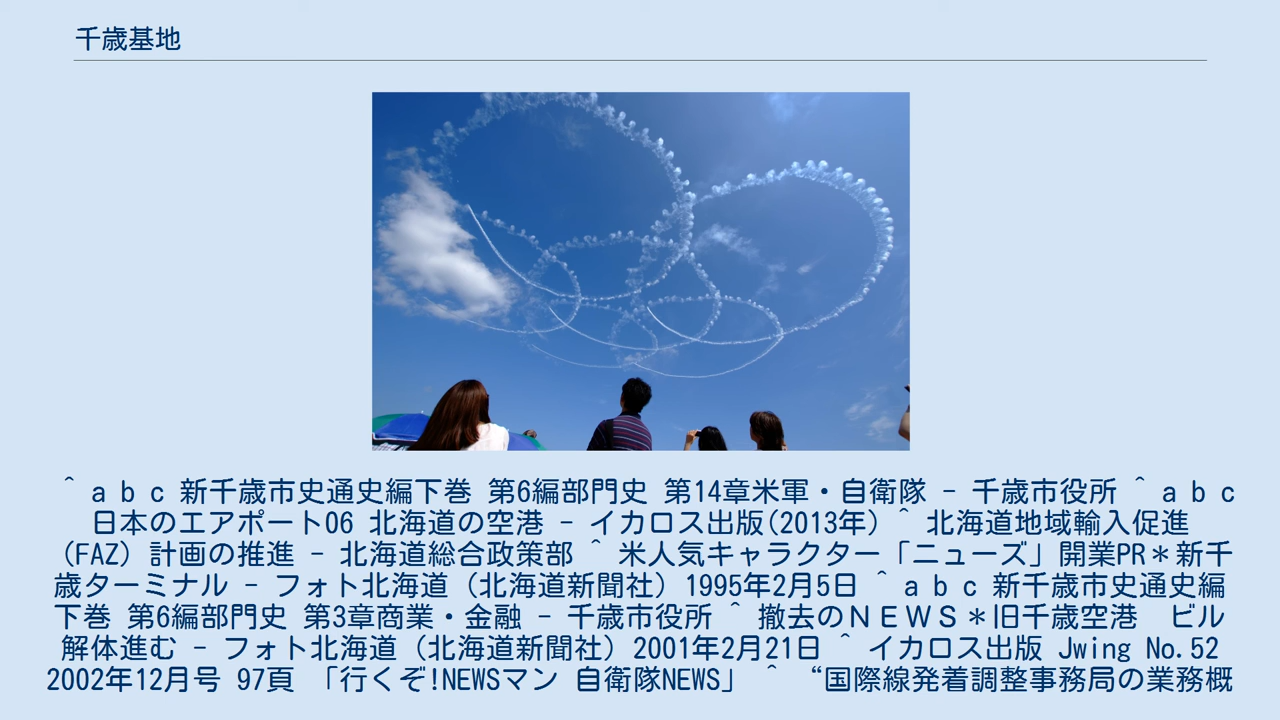 千歳基地
^ a b c 新千歳市史通史編下巻 第6編部門史 第14章米軍・自衛隊 - 千歳市役所 ^ a b c
日本のエアポート06 北海道の空港 - イカロス出版(2013年) ^ 北海道地域輸入促進
(FAZ) 計画の推進 - 北海道総合政策部 ^ 米人気キャラクター「ニューズ」開業PR＊新千
歳ターミナル - フォト北海道（北海道新聞社）1995年2月5日 ^ a b c 新千歳市史通史編
下巻 第6編部門史 第3章商業・金融 - 千歳市役所 ^ 撤去のＮＥＷＳ＊旧千歳空港　ビル
解体進む - フォト北海道（北海道新聞社）2001年2月21日 ^ イカロス出版 Jwing No.52
2002年12月号 97頁 「行くぞ!NEWSマン 自衛隊NEWS」 ^ “国際線発着調整事務局の業務概